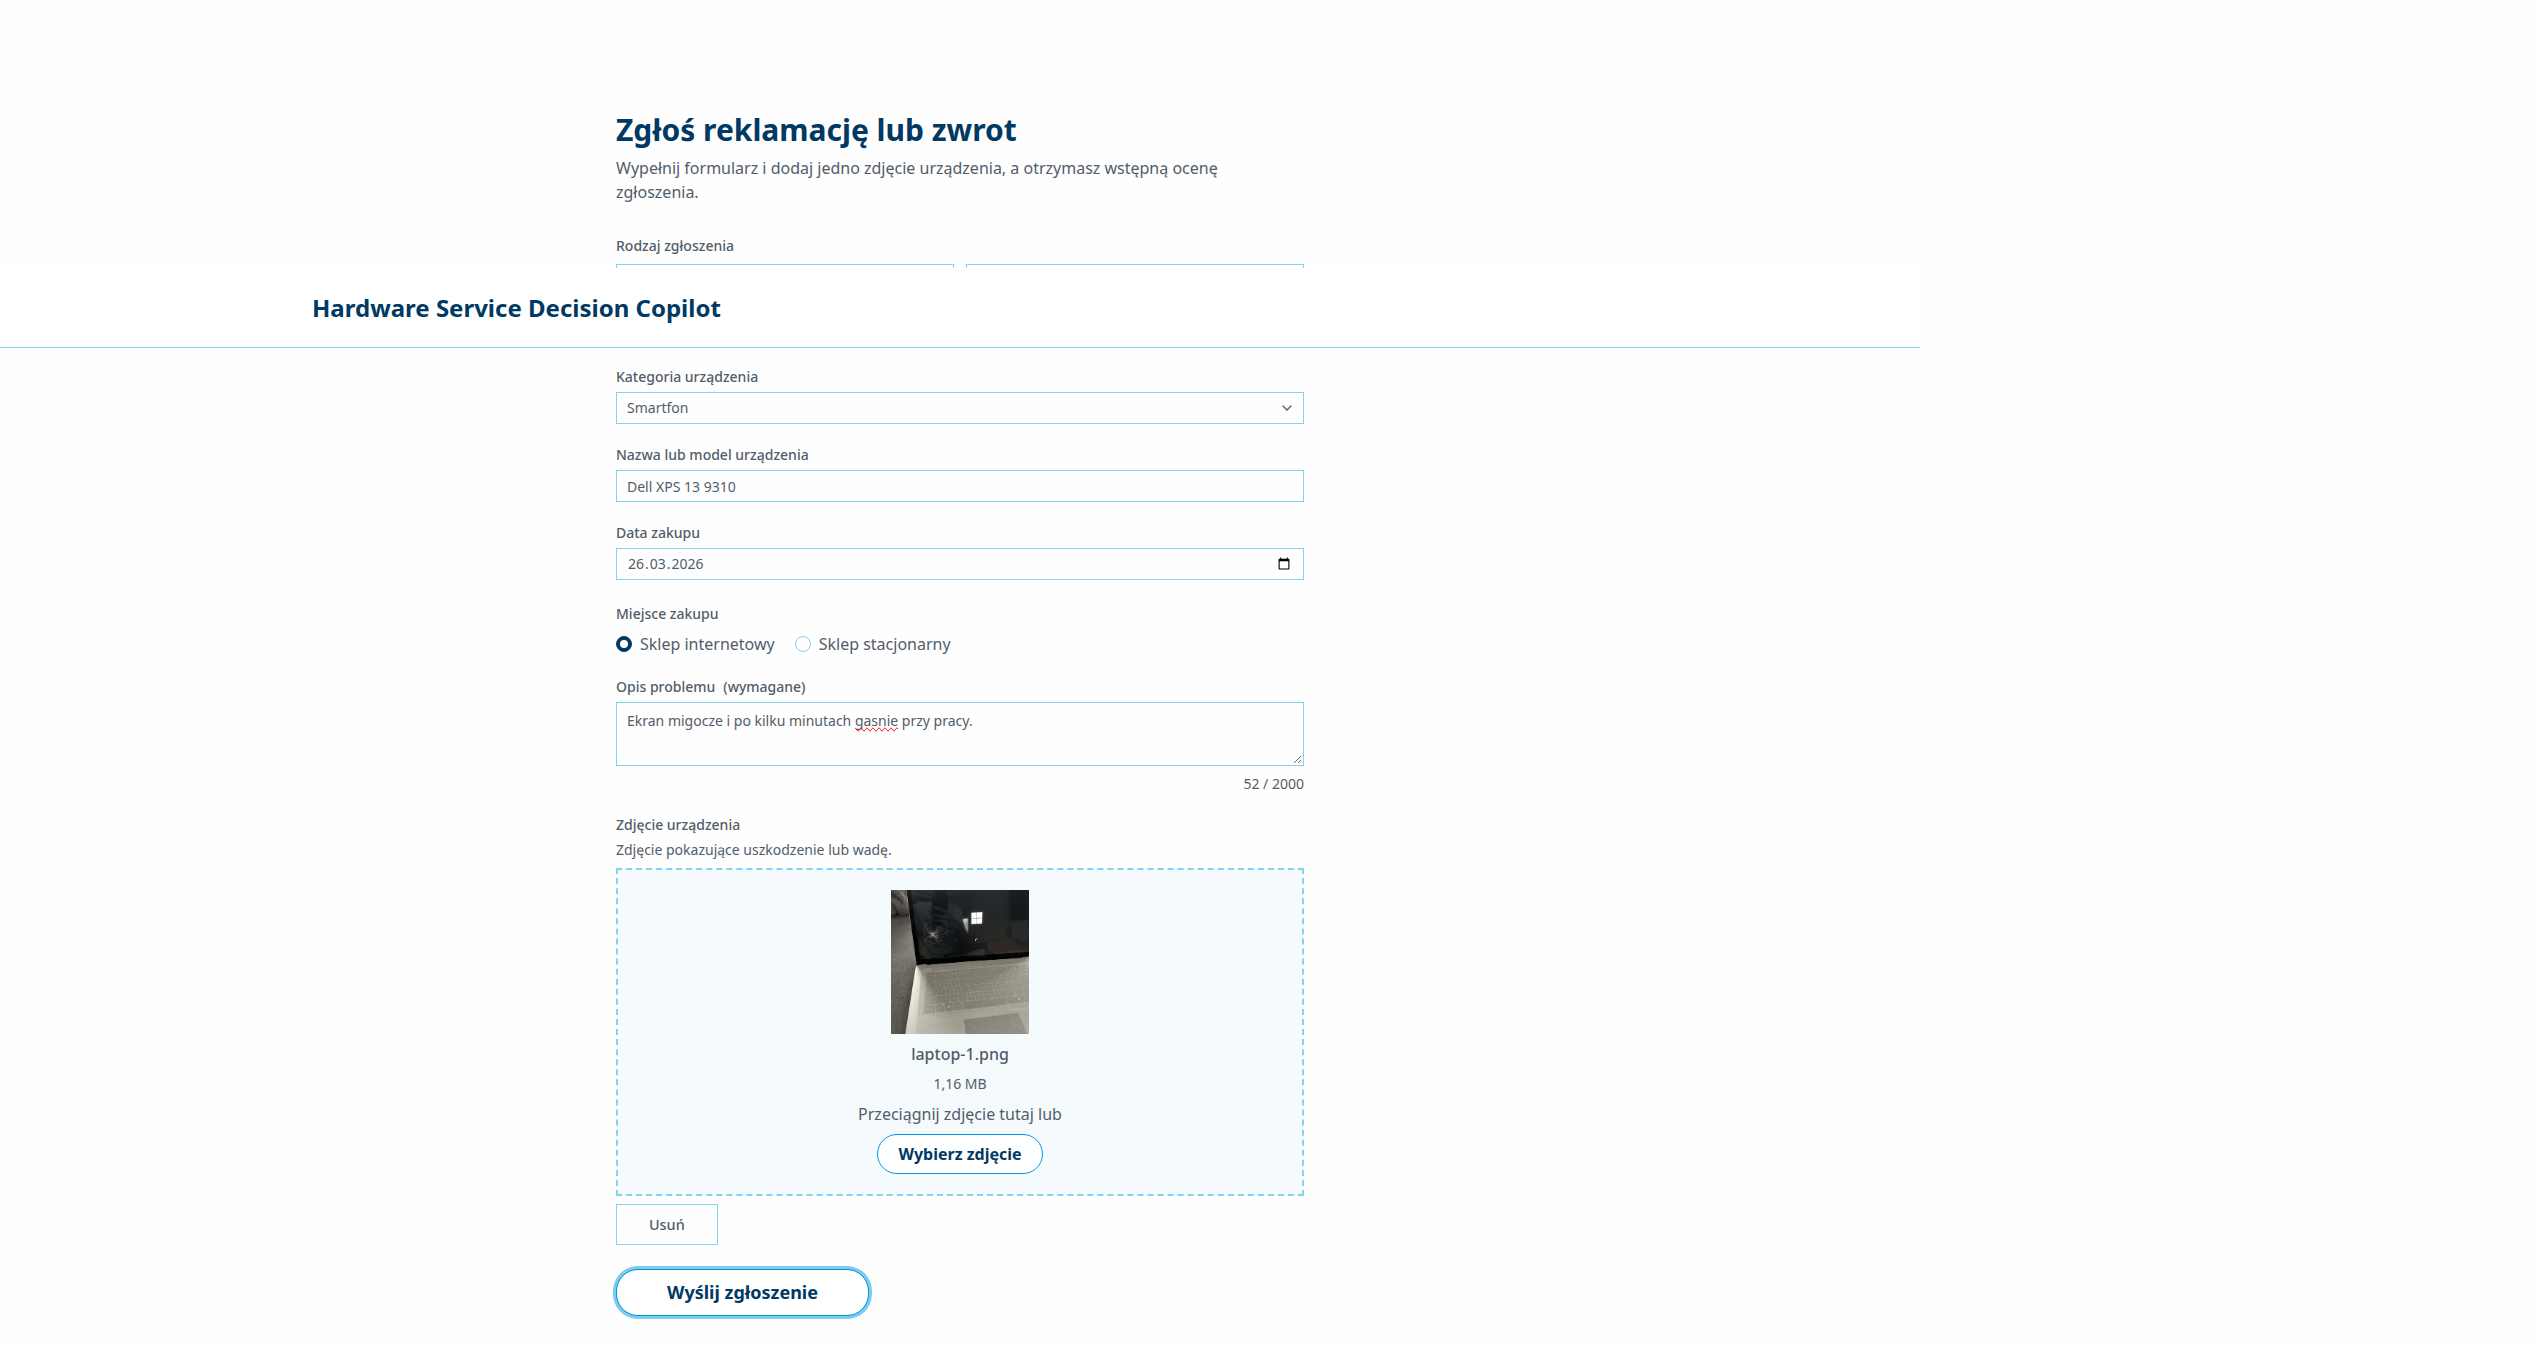 Zgłoś reklamację lub zwrot
Wypełnij formularz i dodaj jedno zdjęcie urządzenia, a otrzymasz wstępną ocenę
zgłoszenia.
Rodzaj zgłoszenia
Hardware Service Decision Copilot
Kategoria urządzenia
Smartfon
Nazwa lub model urządzenia
Dell XPS 13 9310
Data zakupu
26.03.2026
Miejsce zakupu
Sklep internetowy Sklep stacjonarny
Opis problemu (wymagane)
Ekran migocze i po kilku minutach gasnie przy pracy.
52 / 2000
Zdjęcie urządzenia
Zdjęcie pokazujące uszkodzenie lub wadę.
laptop-1.png
1,16 MB
Przeciągnij zdjęcie tutaj lub
Wybierz zdjęcie
Usuń
Wyślij zgłoszenie